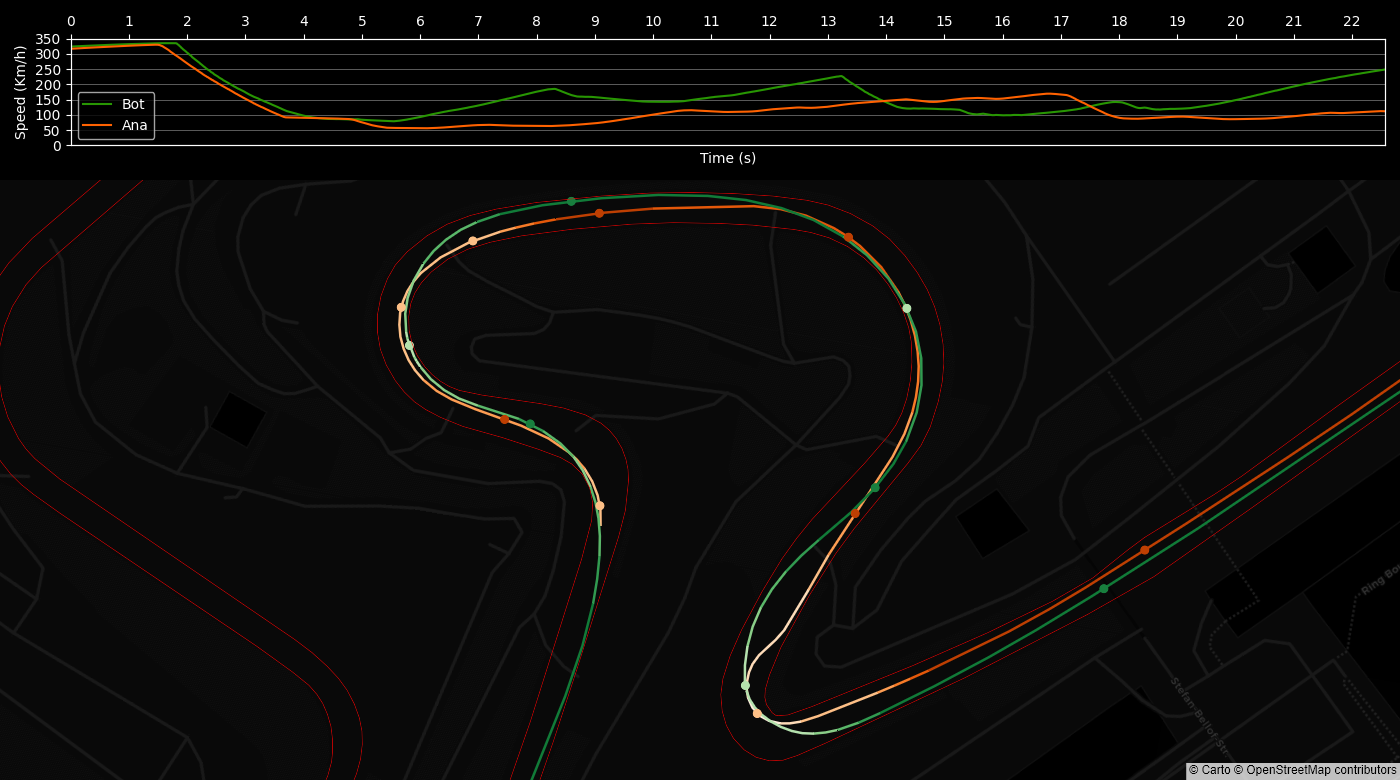 0 1 2 3 4 5 6 7 8 9 10 11 12 13 14 15 16 17 18 19 20 21 22
Speed (Km/h)
350
300
250
200
150
100
50
0
Bot
Ana
Time (s)
Ring Bo
Stefan-Bellof-Str
© Carto © OpenStreetMap contributors